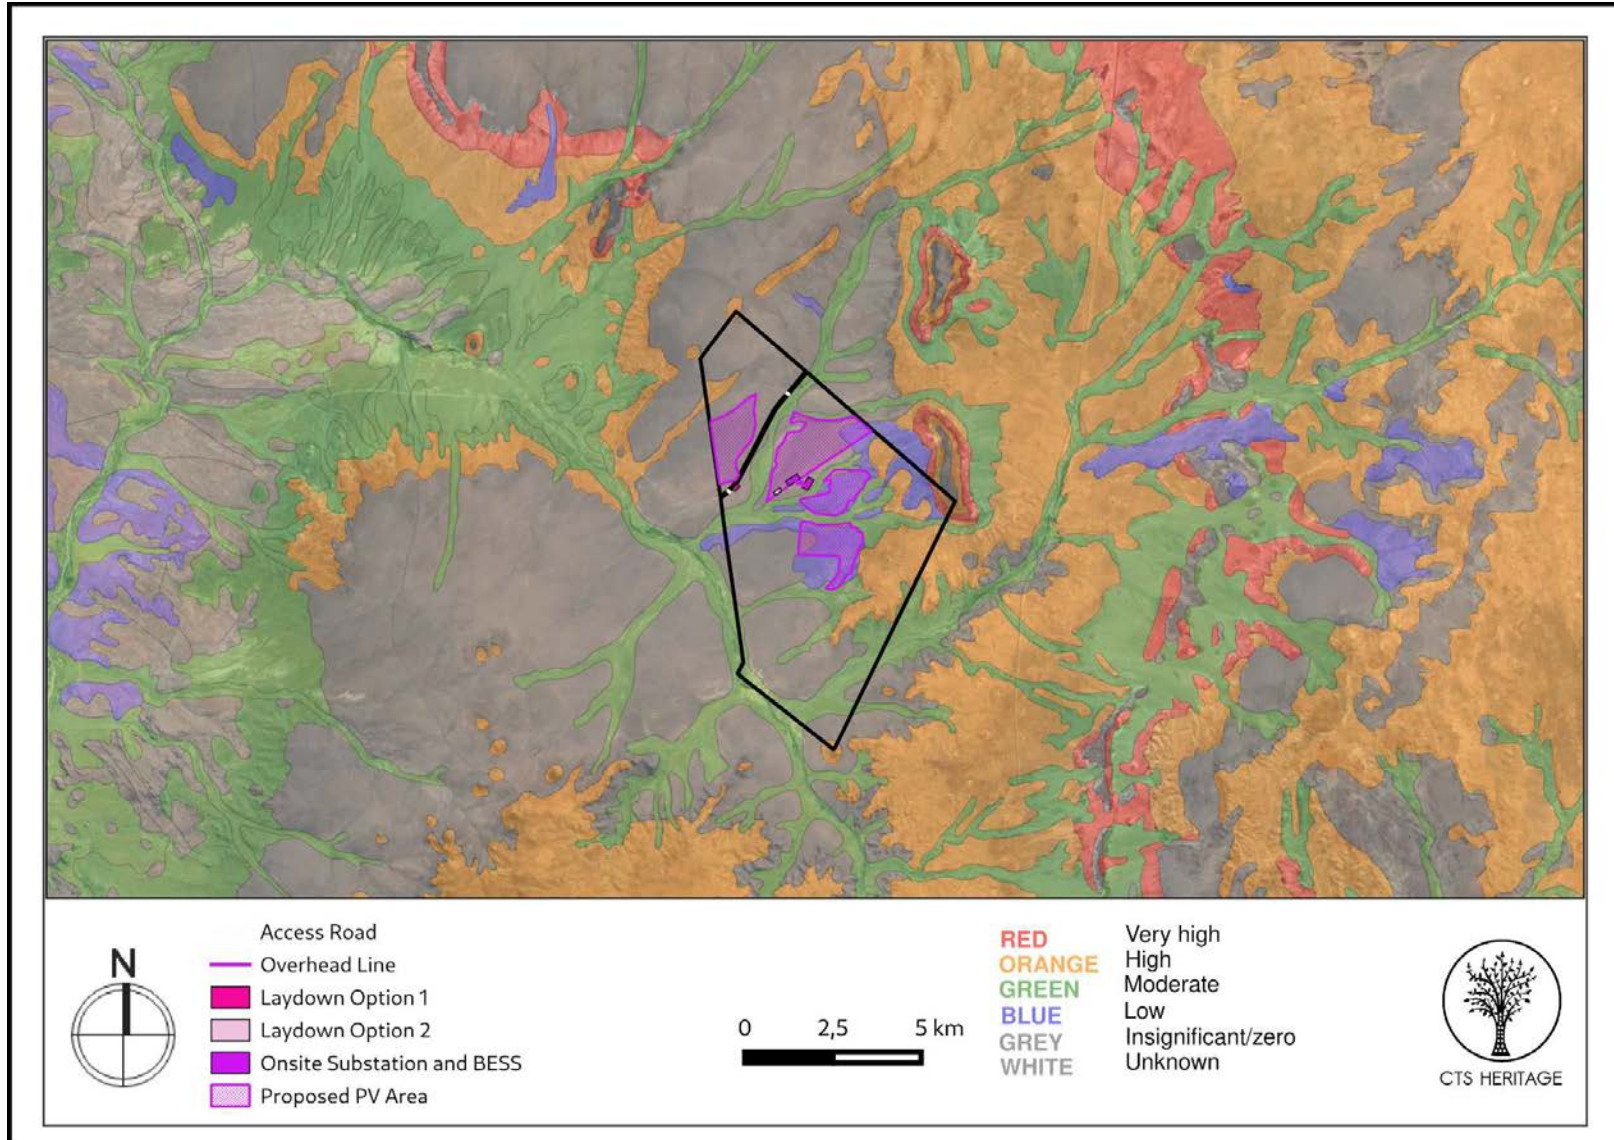 N
Access Road
Overhead Line
Laydown Option 1
Laydown Option 2
Onsite Substation and BESS
Proposed PV Area
0 2,5 5 km
RED Very high
ORANGE High
GREEN Moderate
BLUE Low
GREY Insignificant/zero
WHITE Unknown
CTS HERITAGE